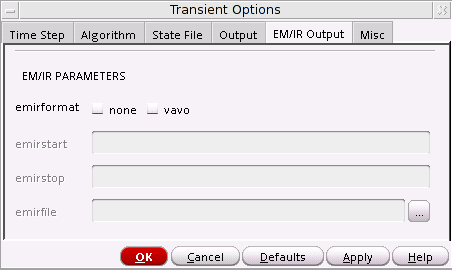 Transient Options
Time Step Algorithm State File Output EM/IR Output Misc
EM/IR PARAMETERS
emirformat none vavo
emirstart
emirstop
emirfile ...
OK Cancel Defaults Apply Help